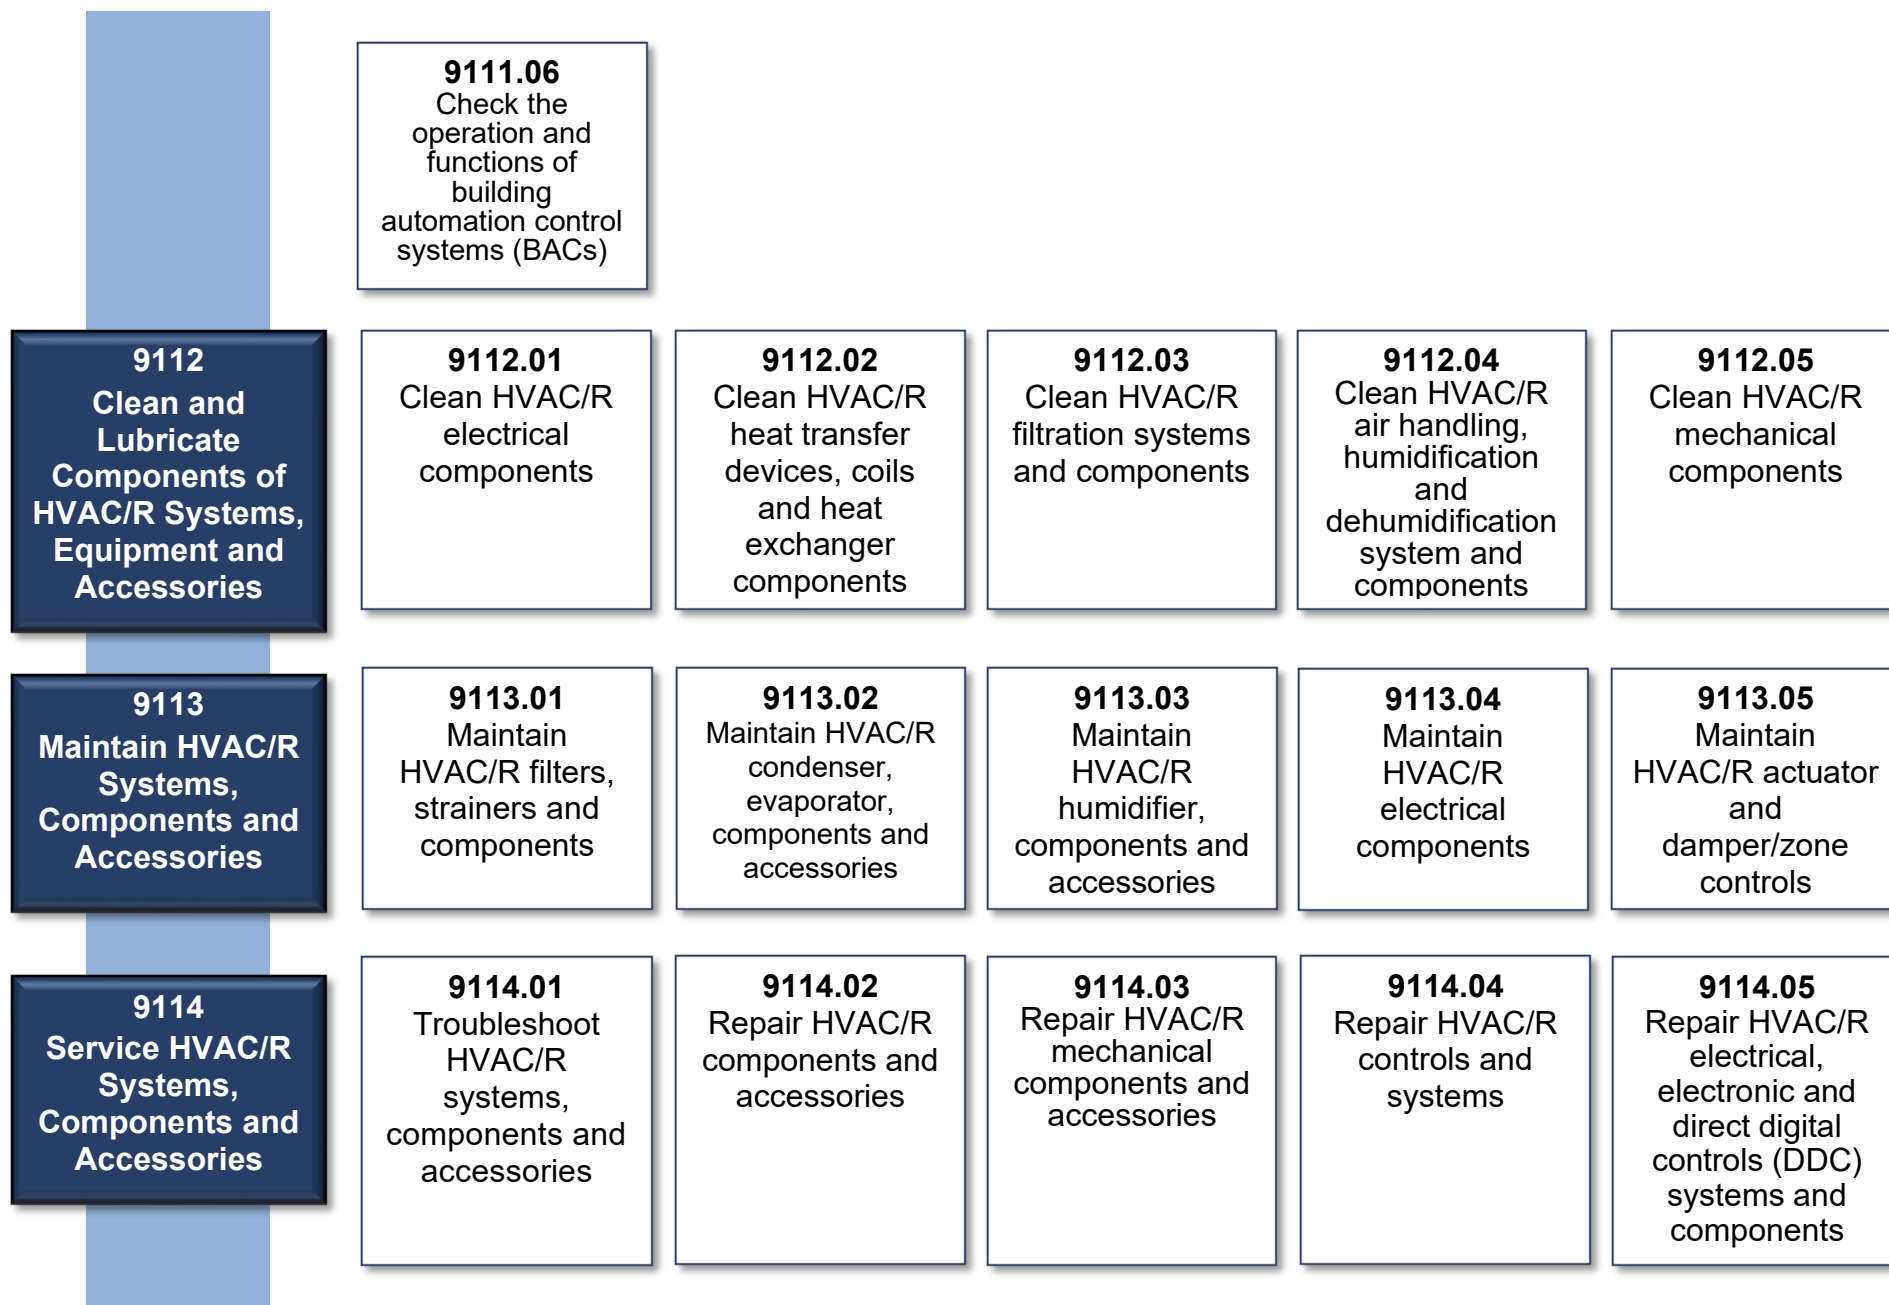 9111.06
Check the
operation and
functions of
building
automation control
systems (BACs)
9112
Clean and
Lubricate
Components of
HVAC/R Systems,
Equipment and
Accessories
9112.01
Clean HVAC/R
electrical
components
9112.02
Clean HVAC/R
heat transfer
devices, coils
and heat
exchanger
components
9112.03
Clean HVAC/R
filtration systems
and components
9112.04
Clean HVAC/R
air handling,
humidification
and
dehumidification
system and
components
9112.05
Clean HVAC/R
mechanical
components
9113
Maintain HVAC/R
Systems,
Components and
Accessories
9113.01
Maintain
HVAC/R filters,
strainers and
components
9113.02
Maintain HVAC/R
condenser,
evaporator,
components and
accessories
9113.03
Maintain
HVAC/R
humidifier,
components and
accessories
9113.04
Maintain
HVAC/R
electrical
components
9113.05
Maintain
HVAC/R actuator
and
damper/zone
controls
9114
Service HVAC/R
Systems,
Components and
Accessories
9114.01
Troubleshoot
HVAC/R
systems,
components and
accessories
9114.02
Repair HVAC/R
components and
accessories
9114.03
Repair HVAC/R
mechanical
components and
accessories
9114.04
Repair HVAC/R
controls and
systems
9114.05
Repair HVAC/R
electrical,
electronic and
direct digital
controls (DDC)
systems and
components